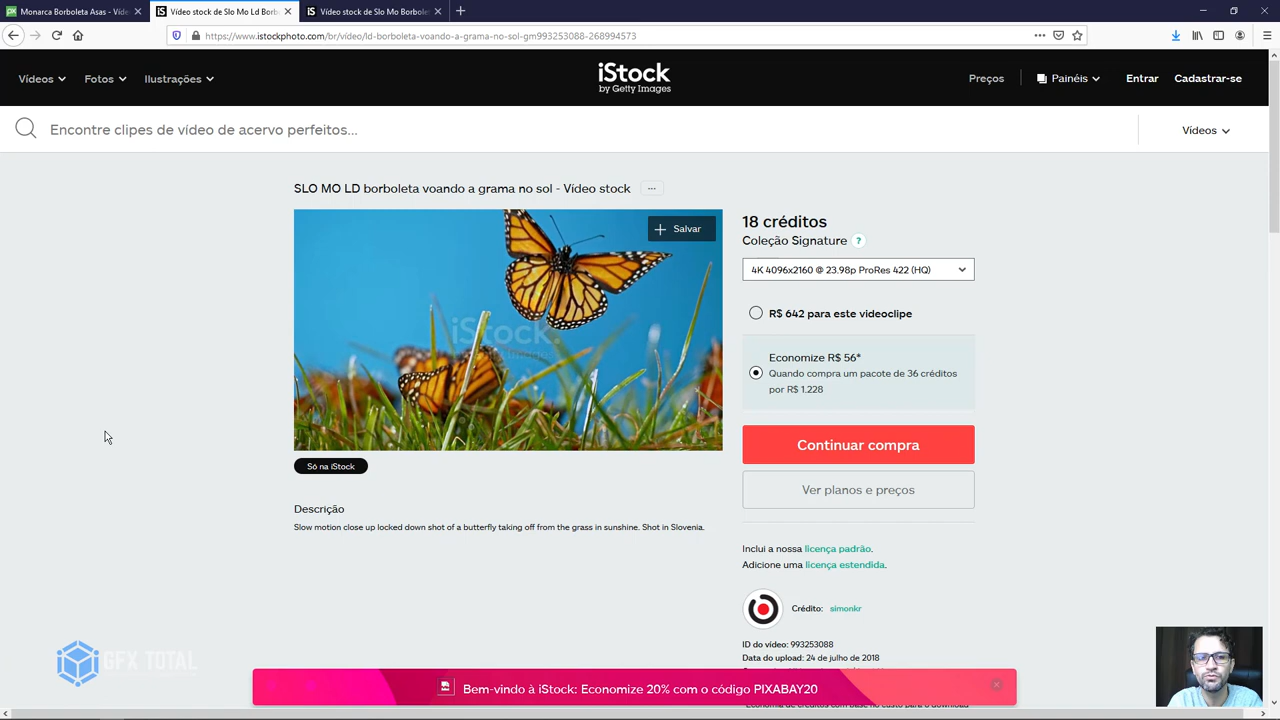 Monarca Borboleta Asas - Víde
Vídeo stock de Slo Mo Ld Borb
Vídeo stock de Slo Mo Borbole
https://www.istockphoto.com/br/vídeo/ld-borboleta-voando-a-grama-no-sol-gm993253088-268994573
Vídeos
Fotos
Ilustrações
iStock
by Getty Images
Preços
Painéis
Entrar
Cadastrar-se
Encontre clipes de vídeo de acervo perfeitos...
Vídeos
SLO MO LD borboleta voando a grama no sol - Vídeo stock
Salvar
iStock
Só na iStock
Descrição
Slow motion close up locked down shot of a butterfly taking off from the grass in sunshine. Shot in Slovenia.
18 créditos
Coleção Signature ?
4K 4096x2160 @ 23.98p ProRes 422 (HQ)
R$ 642 para este videoclipe
Economize R$ 56*
Quando compra um pacote de 36 créditos
por R$ 1.228
Continuar compra
Ver planos e preços
Inclui a nossa licença padrão.
Adicione uma licença estendida.
Crédito: simonkr
ID do vídeo: 993253088
Data do upload: 24 de julho de 2018
GFX TOTAL
Bem-vindo à iStock: Economize 20% com o código PIXABAY20